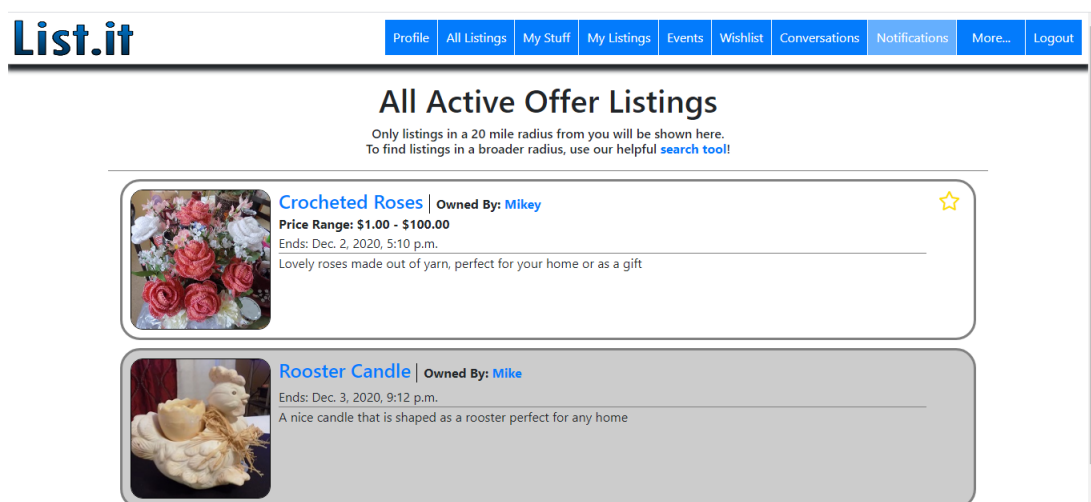 List.it
Profile All Listings My Stuff My Listings Events Wishlist Conversations Notifications More... Logout
All Active Offer Listings
Only listings in a 20 mile radius from you will be shown here.
To find listings in a broader radius, use our helpful search tool!
Crocheted Roses | Owned By: Mikey
Price Range: $1.00 - $100.00
Ends: Dec. 2, 2020, 5:10 p.m.
Lovely roses made out of yarn, perfect for your home or as a gift
Rooster Candle | Owned By: Mike
Ends: Dec. 3, 2020, 9:12 p.m.
A nice candle that is shaped as a rooster perfect for any home